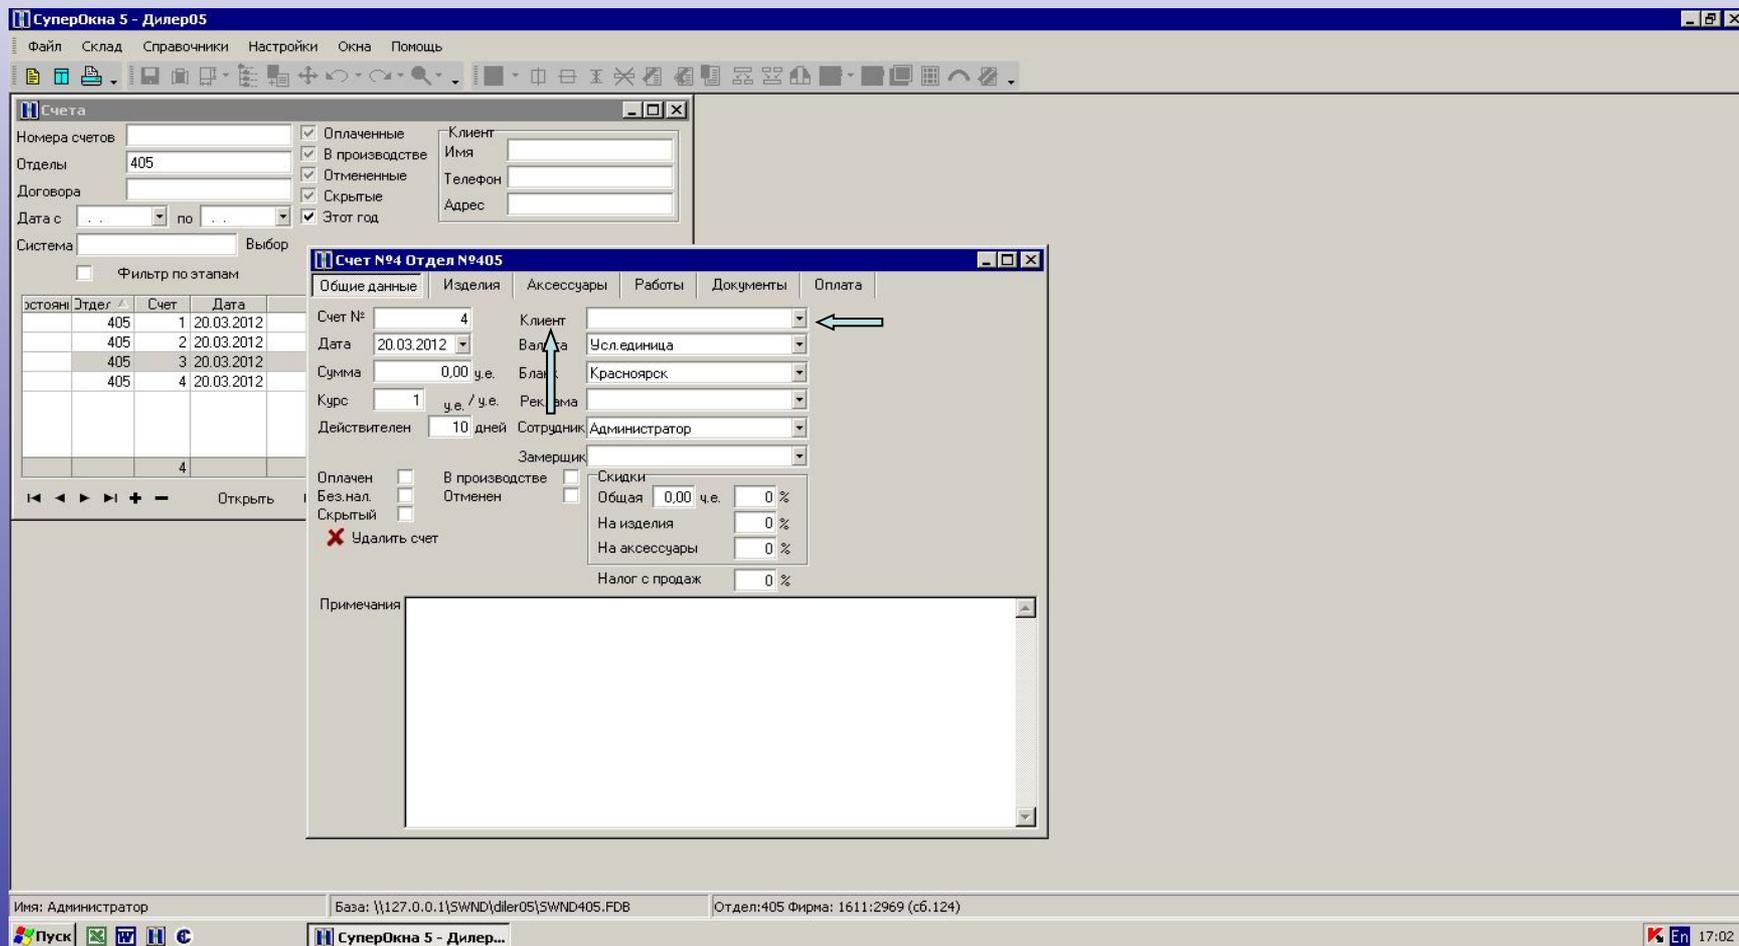 СуперОкна 5 - Дилер05
Файл Склад Справочники Настройки Окна Помощь
Счета
Номера счетов
Отделы 405
Договора
Дата с . . по . .
Система Выбор
Фильтр по этапам
Оплаченные
В производстве
Отмененные
Скрытые
Этот год
Клиент
Имя
Телефон
Адрес
остояни Отдел Счет Дата
405 1 20.03.2012
405 2 20.03.2012
405 3 20.03.2012
405 4 20.03.2012
4
Открыть
Счет №4 Отдел №405
Общие данные Изделия Аксессуары Работы Документы Оплата
Счет № 4
Дата 20.03.2012
Сумма 0,00 у.е.
Курс 1 у.е. / у.е.
Действителен 10 дней
Клиент
Валюта Усл.единица
Бланк Красноярск
Реклама
Сотрудник Администратор
Замерщик
Оплачен В производстве
Без.нал. Отменен
Скрытый
Удалить счет
Скидки
Общая 0,00 у.е. 0 %
На изделия 0 %
На аксессуары 0 %
Налог с продаж 0 %
Примечания
Имя: Администратор База: \\127.0.0.1\SWND\diler05\SWND405.FDB Отдел:405 Фирма: 1611:2969 (сб.124)
Пуск СуперОкна 5 - Дилер... En 17:02